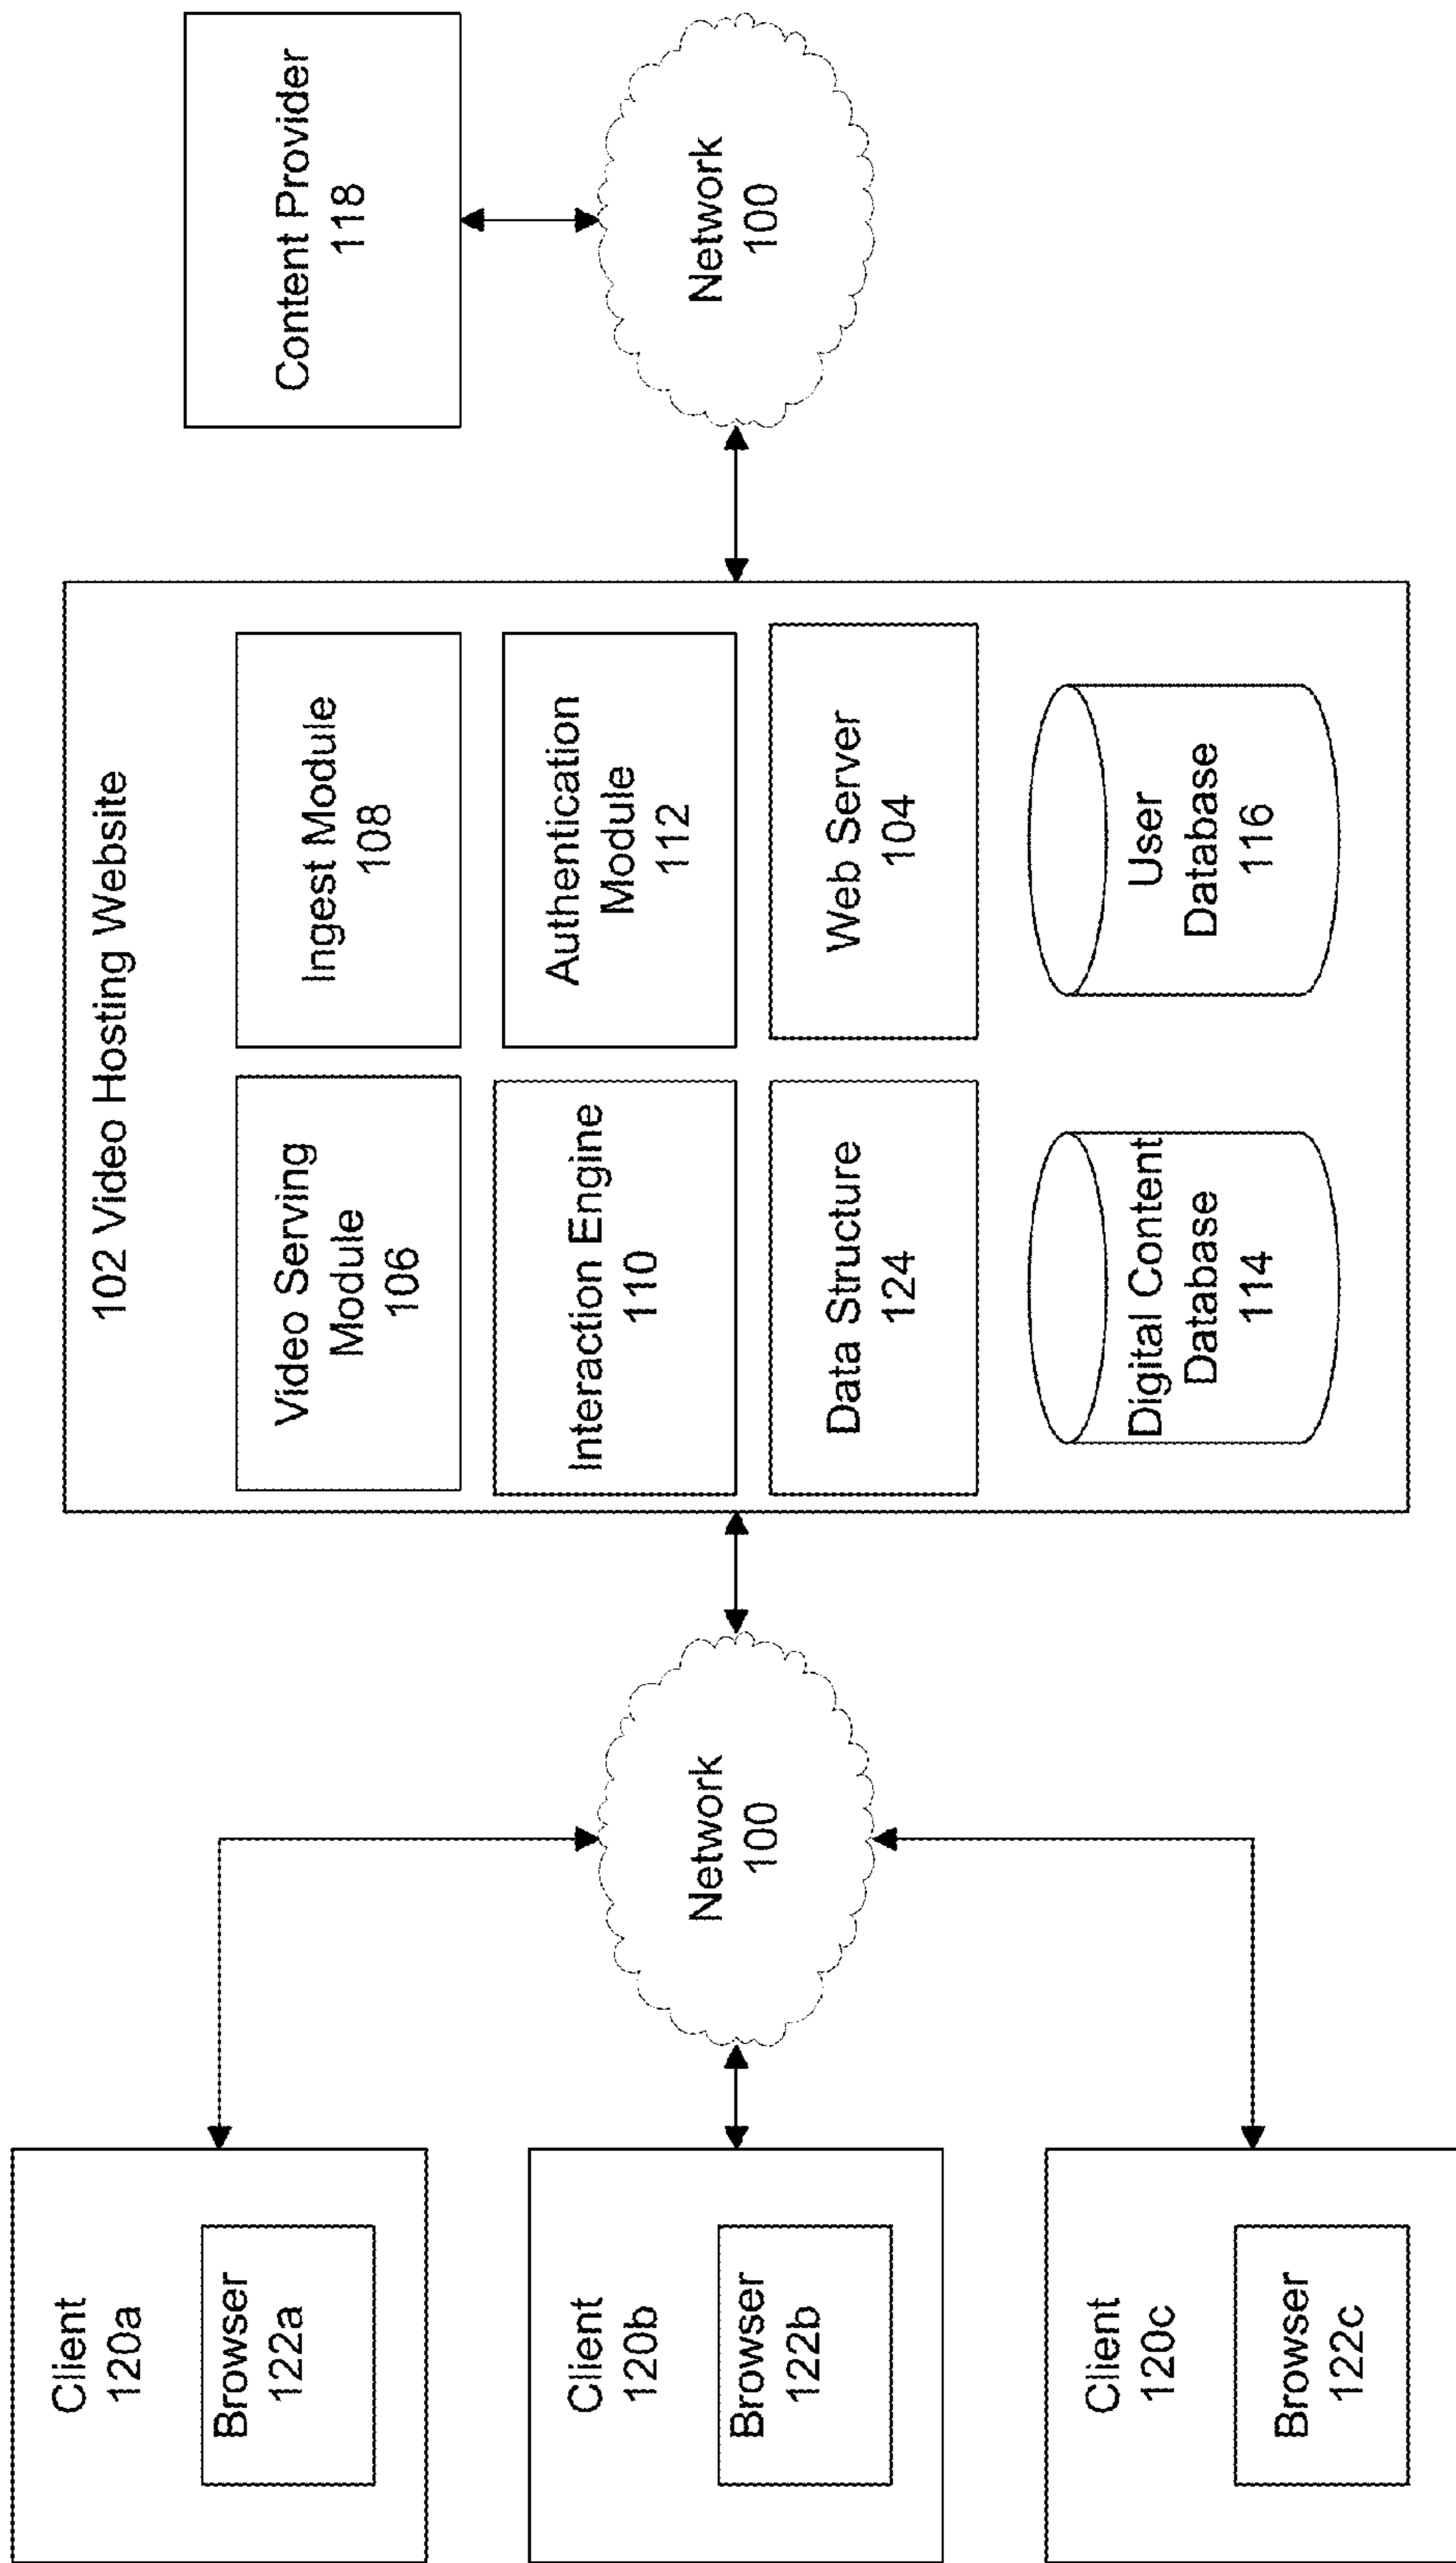 Client
120a
Browser
122a
Client
120b
Browser
122b
Client
120c
Browser
122c
Network
100
102 Video Hosting Website
Video Serving
Module
106
Ingest Module
108
Interaction Engine
110
Authentication
Module
112
Data Structure
124
Web Server
104
Digital Content
Database
114
User
Database
116
Content Provider
118
Network
100